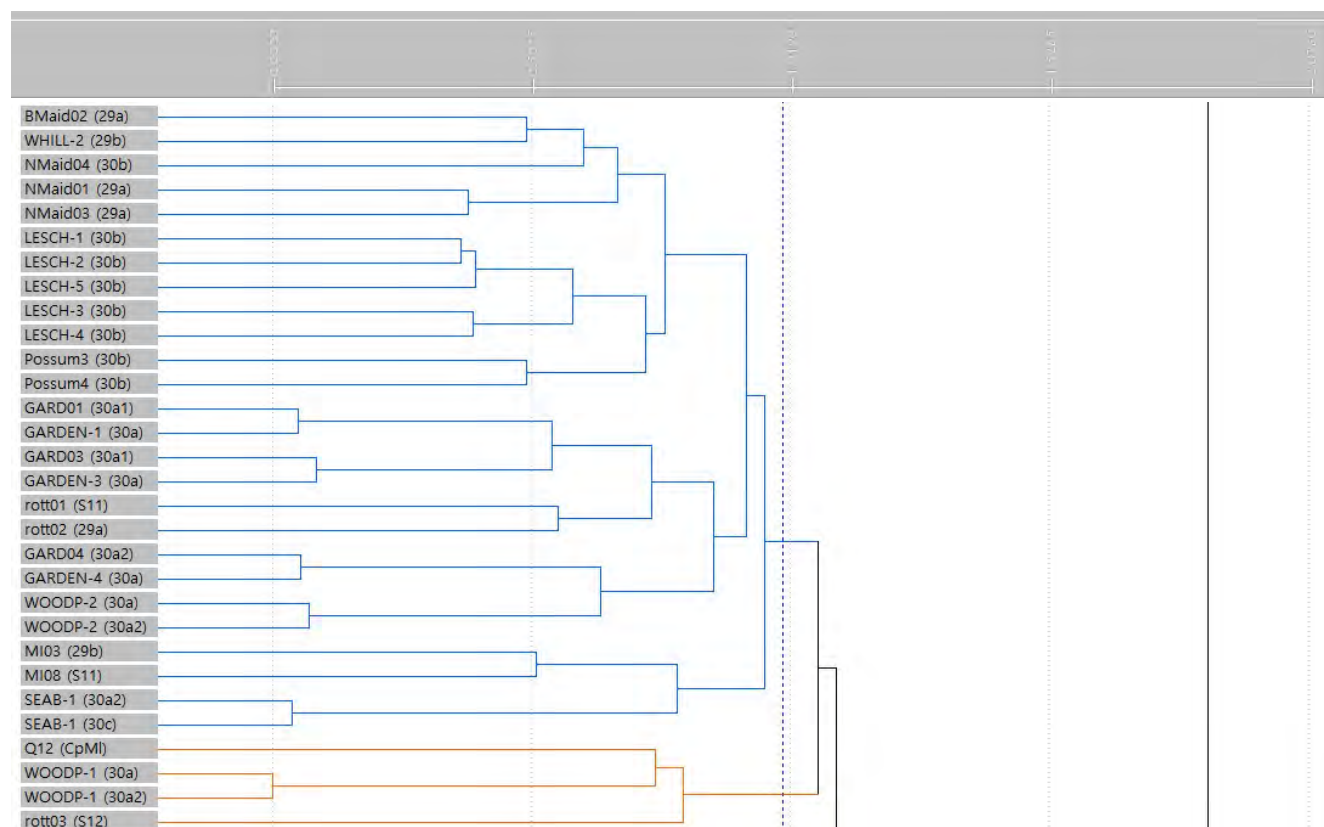 BMaid02 (29a)
WHILL-2 (29b)
NMaid04 (30b)
NMaid01 (29a)
NMaid03 (29a)
LESCH-1 (30b)
LESCH-2 (30b)
LESCH-5 (30b)
LESCH-3 (30b)
LESCH-4 (30b)
Possum3 (30b)
Possum4 (30b)
GARD01 (30a1)
GARDEN-1 (30a)
GARD03 (30a1)
GARDEN-3 (30a)
rott01 (S11)
rott02 (29a)
GARD04 (30a2)
GARDEN-4 (30a)
WOODP-2 (30a)
WOODP-2 (30a2)
MI03 (29b)
MI08 (S11)
SEAB-1 (30a2)
SEAB-1 (30c)
Q12 (CpMl)
WOODP-1 (30a)
WOODP-1 (30a2)
rott03 (S12)